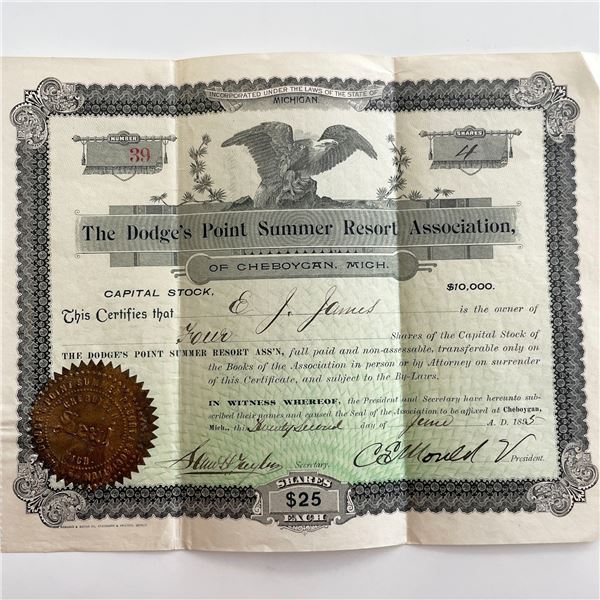 INCORPORATED UNDER THE LAWS OF THE STATE OF
MICHIGAN.
NUMBER
39
SHARES
4
The Dodge's Point Summer Resort Association,
OF CHEBOYGAN, MICH.
CAPITAL STOCK,
$10,000.
This Certifies that E J. James is the owner of
Four Shares of the Capital Stock of
THE DODGE'S POINT SUMMER RESORT ASS'N, full paid and non-assessable, transferable only on
the Books of the Association in person or by Attorney on surrender
of this Certificate, and subject to the By-Laws.
IN WITNESS WHEREOF, the President and Secretary have hereunto sub-
scribed their names and caused the Seal of the Association to be affixed at Cheboygan,
Mich., this day of June A. D. 1895
Secretary.
President.
SHARES
$25
EACH